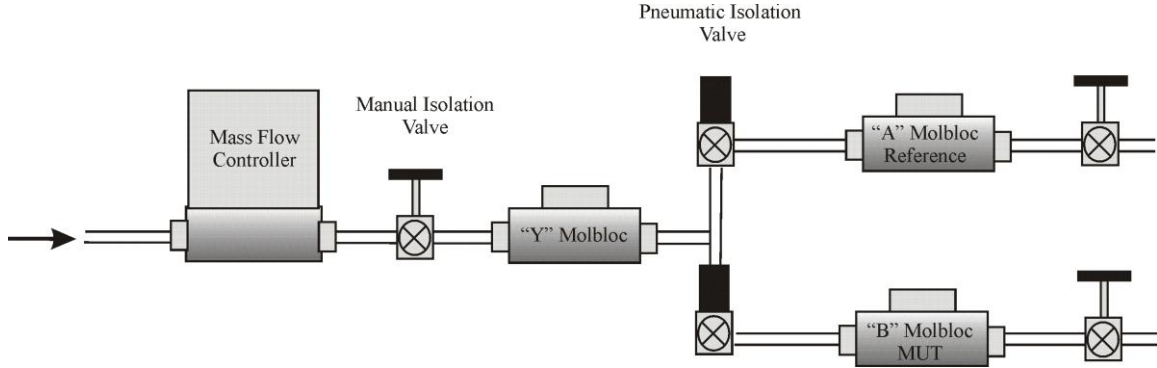 Pneumatic Isolation
Valve
Manual Isolation
Valve
Mass Flow
Controller
“A” Molbloc
Reference
“Y” Molbloc
“B” Molbloc
MUT